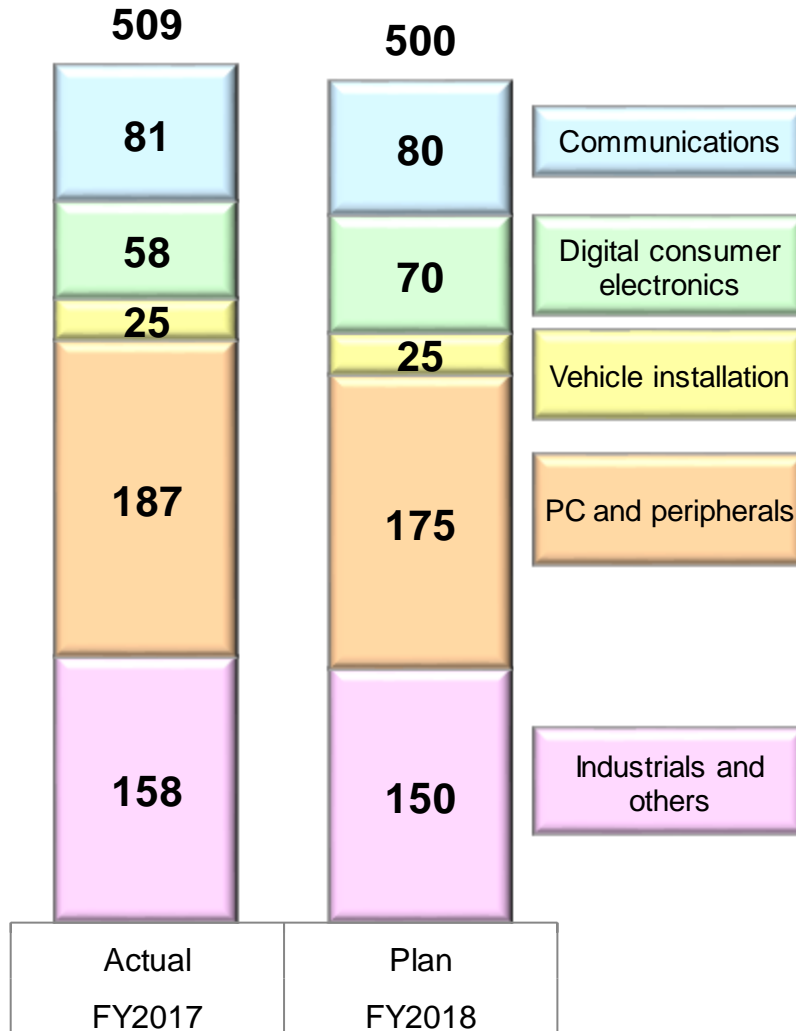 509
500
81
80
Communications
58
70
Digital consumer
electronics
25
25
Vehicle installation
187
175
PC and peripherals
158
150
Industrials and
others
Actual
Plan
FY2017
FY2018